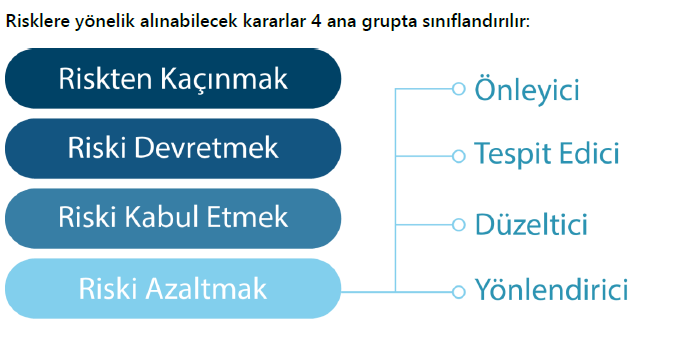 Risklere yönelik alınabilecek kararlar 4 ana grupta sınıflandırılır:
Riskten Kaçınmak
Riski Devretmek
Riski Kabul Etmek
Riski Azaltmak
Önleyici
Tespit Edici
Düzeltici
Yönlendirici